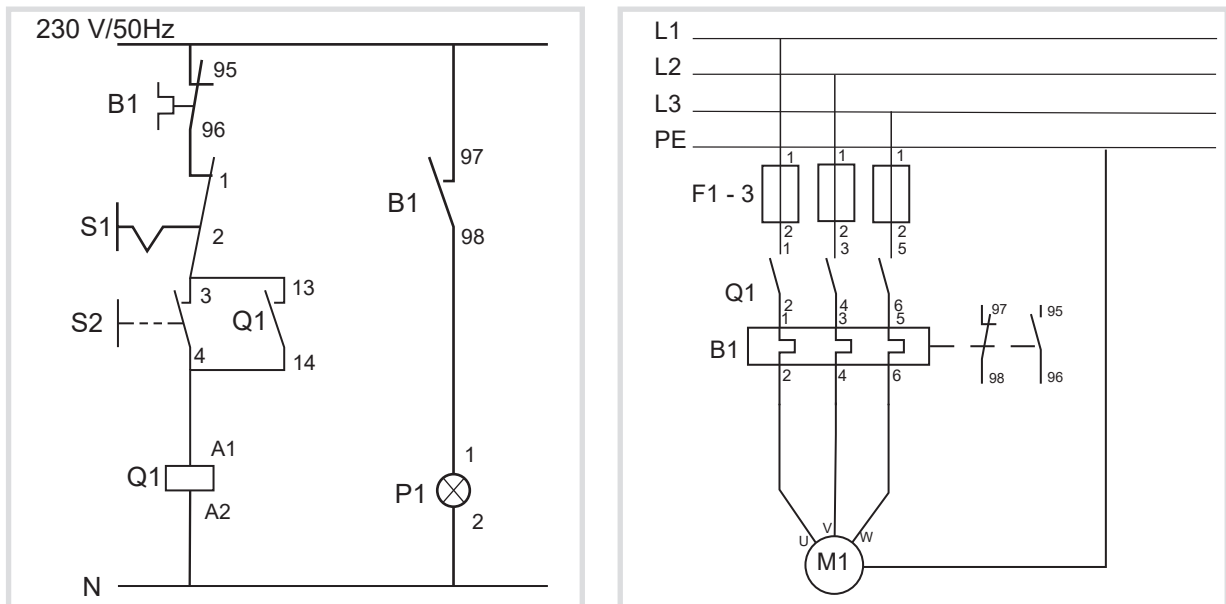 230 V/50Hz
95
B1
96
1
S1
2
3
13
S2
Q1
4
14
A1
Q1
A2
N
97
B1
98
1
P1
2
L1
L2
L3
PE
1 1 1
F1 - 3
2 2 2
1 3 5
Q1
2 4 6
1 3 5
B1
2 4 6
97 95
98 96
U V W
M1